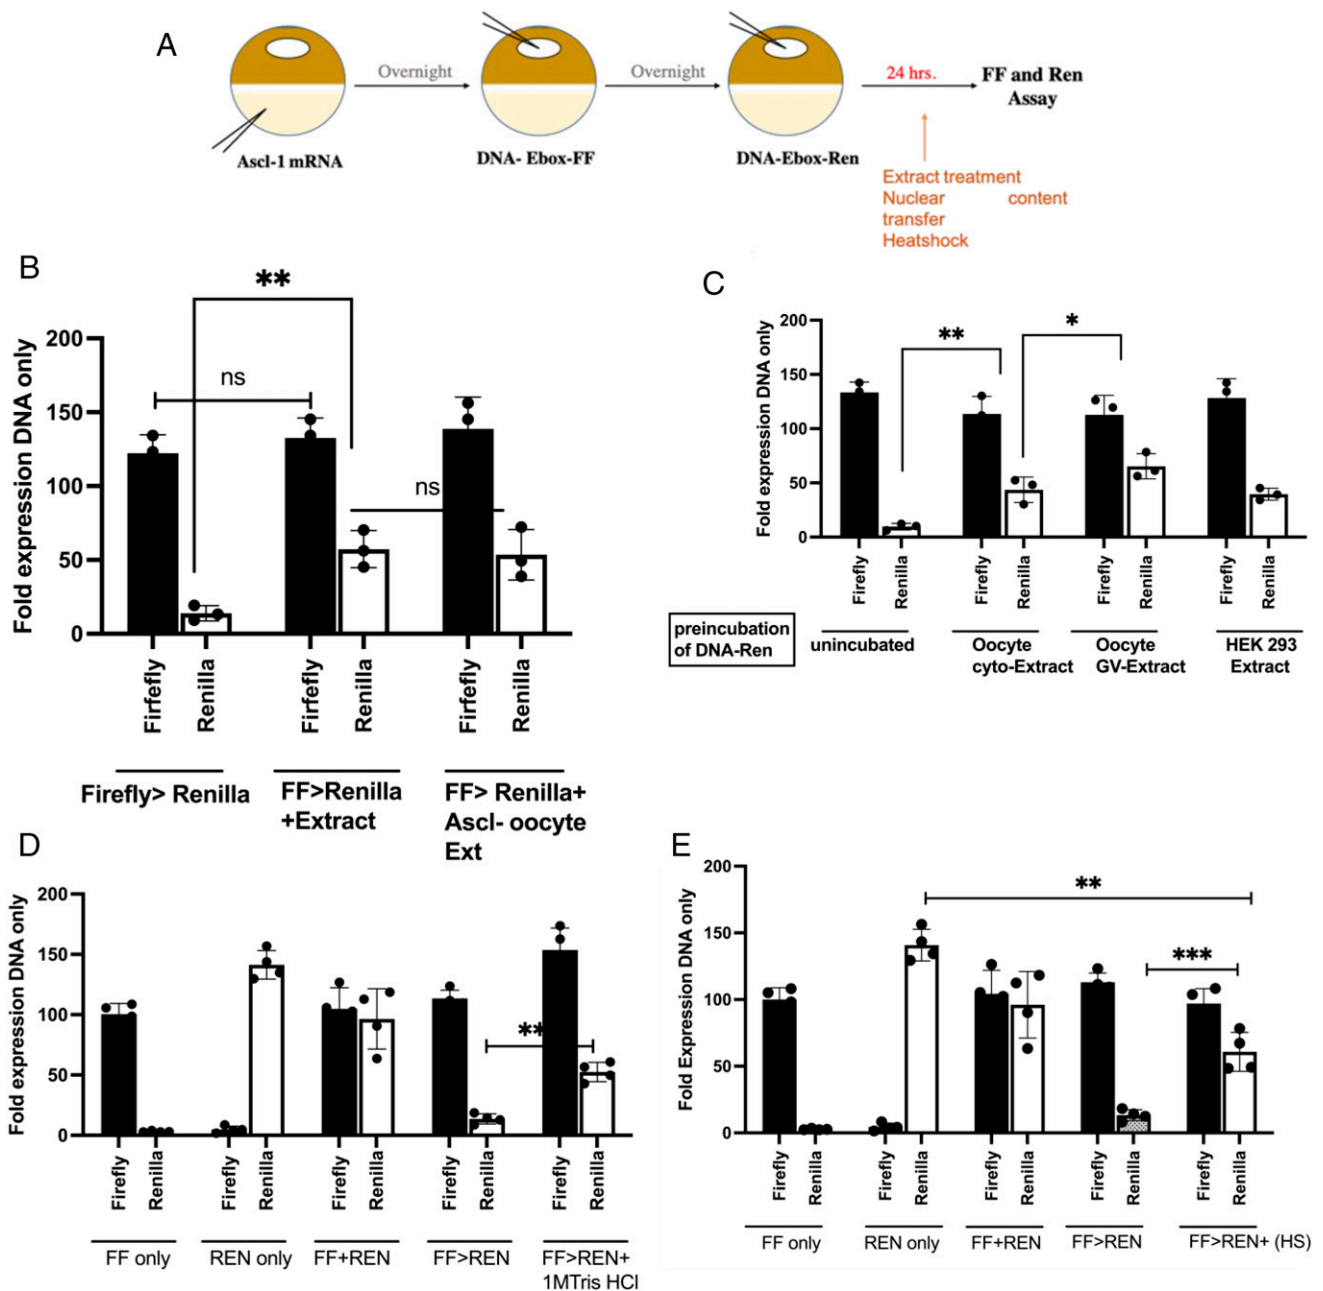 A
Overnight
Overnight
24 hrs.
FF and Ren
Assay
Ascl-1 mRNA
DNA- Ebox-FF
DNA-Ebox-Ren
Extract treatment
Nuclear content
transfer
Heatshock
B
**
ns
ns
Fold expression DNA only
200
150
100
50
0
Firfefly
Renilla
Firfefly
Renilla
Firefly
Renilla
Firefly> Renilla
FF>Renilla
+Extract
FF> Renilla+
Ascl- oocyte
Ext
C
**
*
Fold expression DNA only
200
150
100
50
0
Firefly
Renilla
Firefly
Renilla
Firefly
Renilla
Firefly
Renilla
preincubation
of DNA-Ren
unincubated
Oocyte
cyto-Extract
Oocyte
GV-Extract
HEK 293
Extract
D
**
Fold expression DNA only
200
150
100
50
0
Firefly
Renilla
Firefly
Renilla
Firefly
Renilla
Firefly
Renilla
Firefly
Renilla
FF only
REN only
FF+REN
FF>REN
FF>REN+
1MTris HCl
E
**
***
Fold Expression DNA only
200
150
100
50
0
Firefly
Renilla
Firefly
Renilla
Firefly
Renilla
Firefly
Renilla
Firefly
Renilla
FF only
REN only
FF+REN
FF>REN
FF>REN+ (HS)